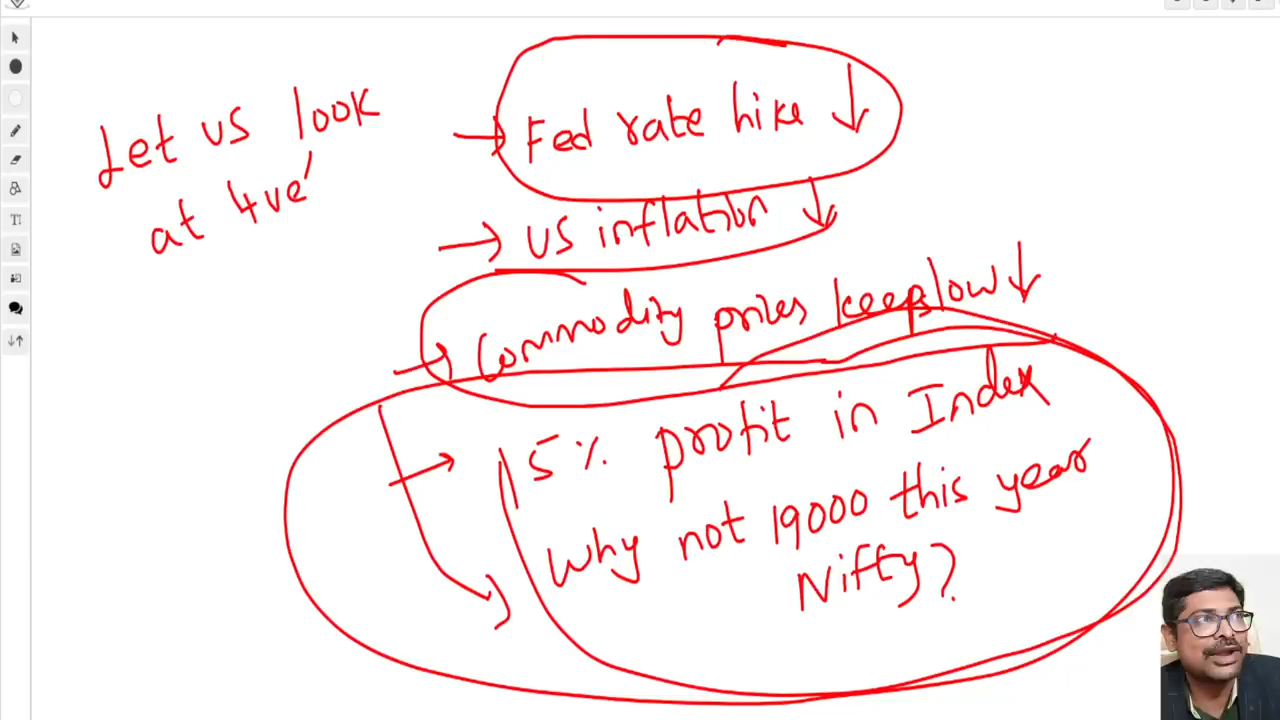 Let us look
at +ve'
→ Fed rate hike ↓
→ US inflation ↓
→ Commodity prices keep low ↓
→ 15% profit in Index
Why not 19000 this year
Nifty?